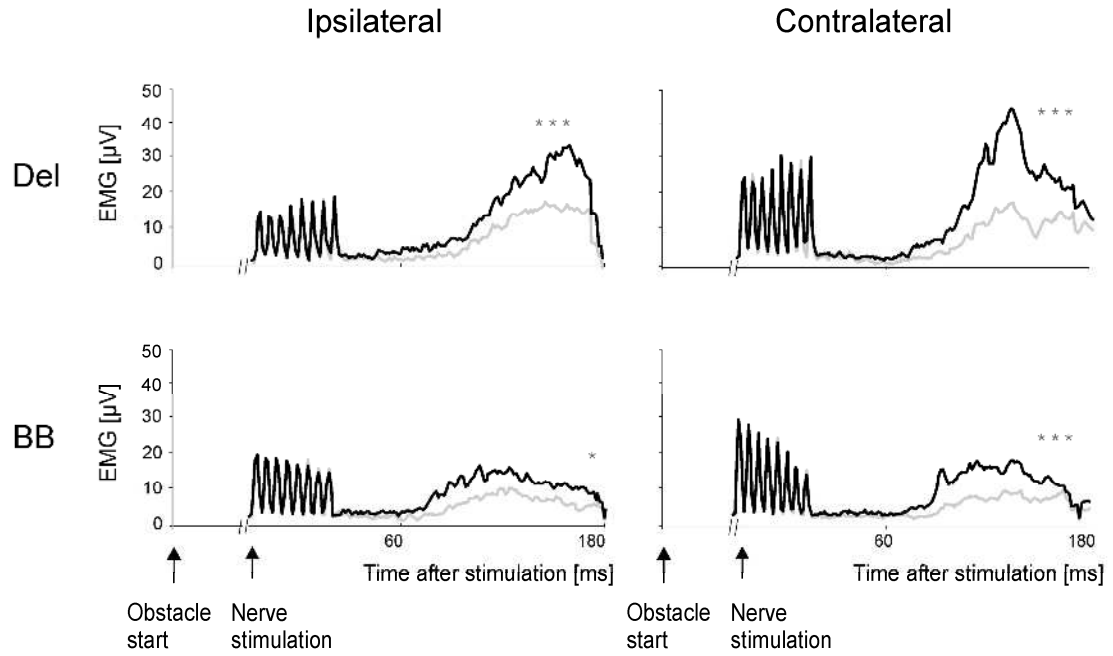 Ipsilateral
Contralateral
Del
EMG [µV]
50
40
30
20
10
0
* * *
* * *
BB
EMG [µV]
50
40
30
20
10
0
*
* * *
60
180
60
180
Time after stimulation [ms]
Time after stimulation [ms]
Obstacle
start
Nerve
stimulation
Obstacle
start
Nerve
stimulation